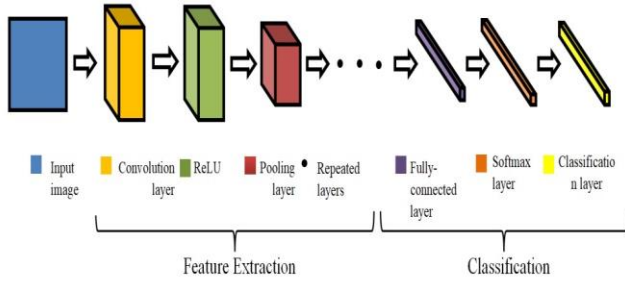 Input
image
Convolution
layer
ReLU
Pooling
layer
Repeated
layers
Fully-
connected
layer
Softmax
layer
Classificatio
n layer
Feature Extraction
Classification